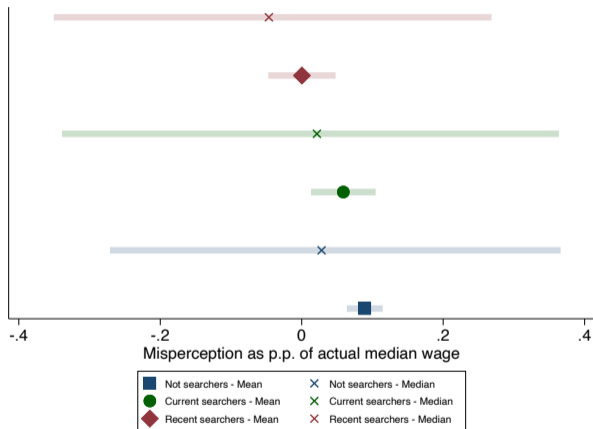 -.4 -.2 0 .2 .4
Misperception as p.p. of actual median wage
Not searchers - Mean Not searchers - Median
Current searchers - Mean Current searchers - Median
Recent searchers - Mean Recent searchers - Median